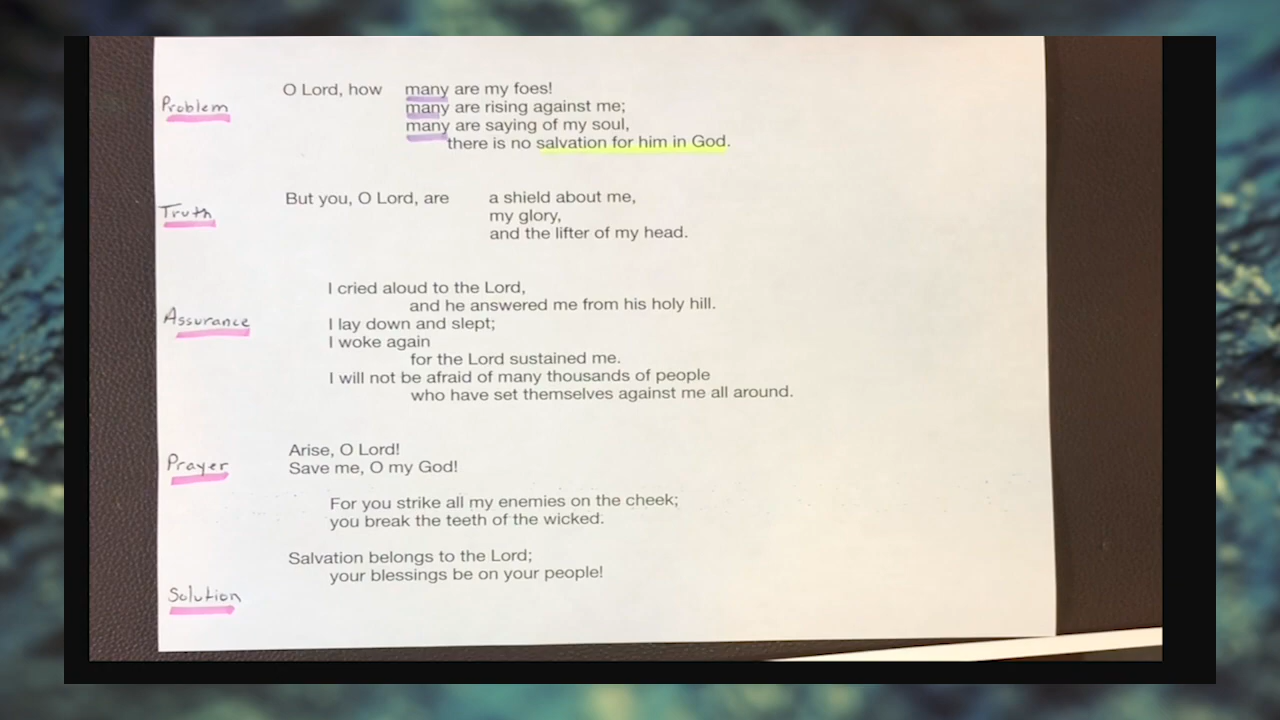 O Lord, how many are my foes!
Problem
many are rising against me;
many are saying of my soul,
there is no salvation for him in God.
But you, O Lord, are a shield about me,
Truth
my glory,
and the lifter of my head.
I cried aloud to the Lord,
and he answered me from his holy hill.
Assurance
I lay down and slept;
I woke again
for the Lord sustained me.
I will not be afraid of many thousands of people
who have set themselves against me all around.
Arise, O Lord!
Prayer
Save me, O my God!
For you strike all my enemies on the cheek;
you break the teeth of the wicked.
Salvation belongs to the Lord;
your blessings be on your people!
Solution